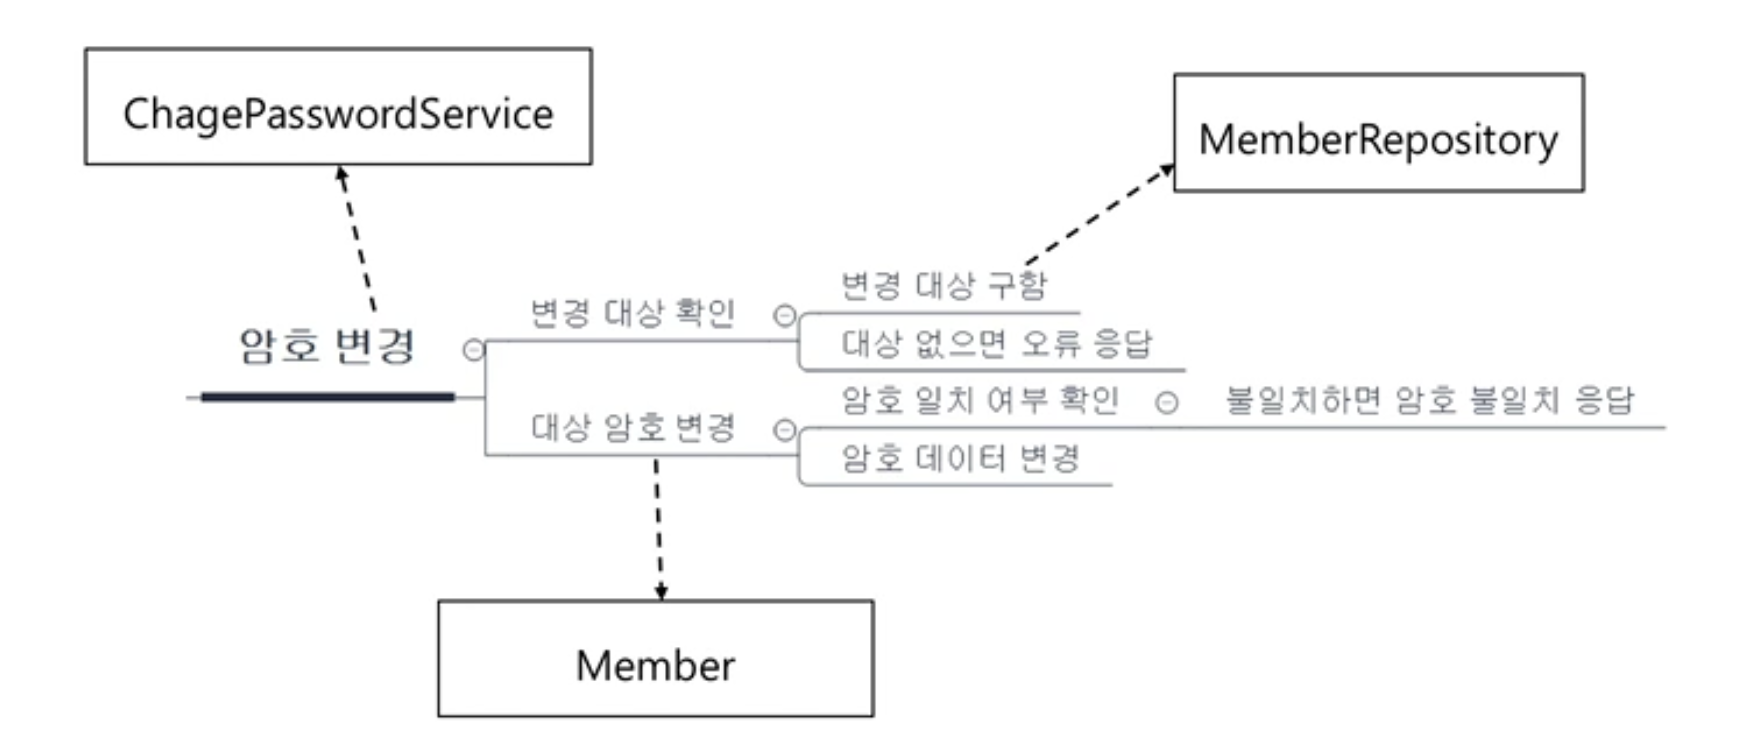 ChagePasswordService
MemberRepository
변경 대상 구함
변경 대상 확인
대상 없으면 오류 응답
암호 변경
암호 일치 여부 확인
불일치하면 암호 불일치 응답
대상 암호 변경
암호 데이터 변경
Member